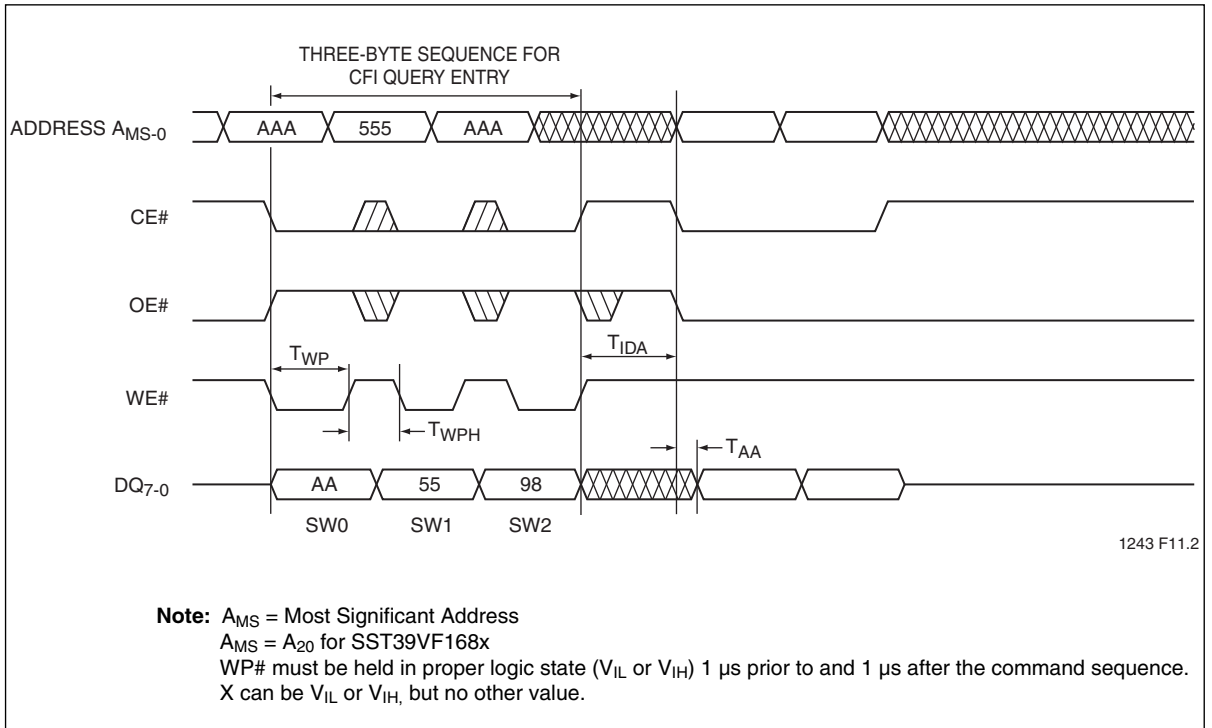 THREE-BYTE SEQUENCE FOR
CFI QUERY ENTRY
ADDRESS AMS-0
AAA 555 AAA
CE#
OE#
TIDA
TWP
WE#
TWPH
TAA
DQ7-0
AA 55 98
SW0 SW1 SW2
1243 F11.2
Note: AMS = Most Significant Address
AMS = A20 for SST39VF168x
WP# must be held in proper logic state (VIL or VIH) 1 µs prior to and 1 µs after the command sequence.
X can be VIL or VIH, but no other value.